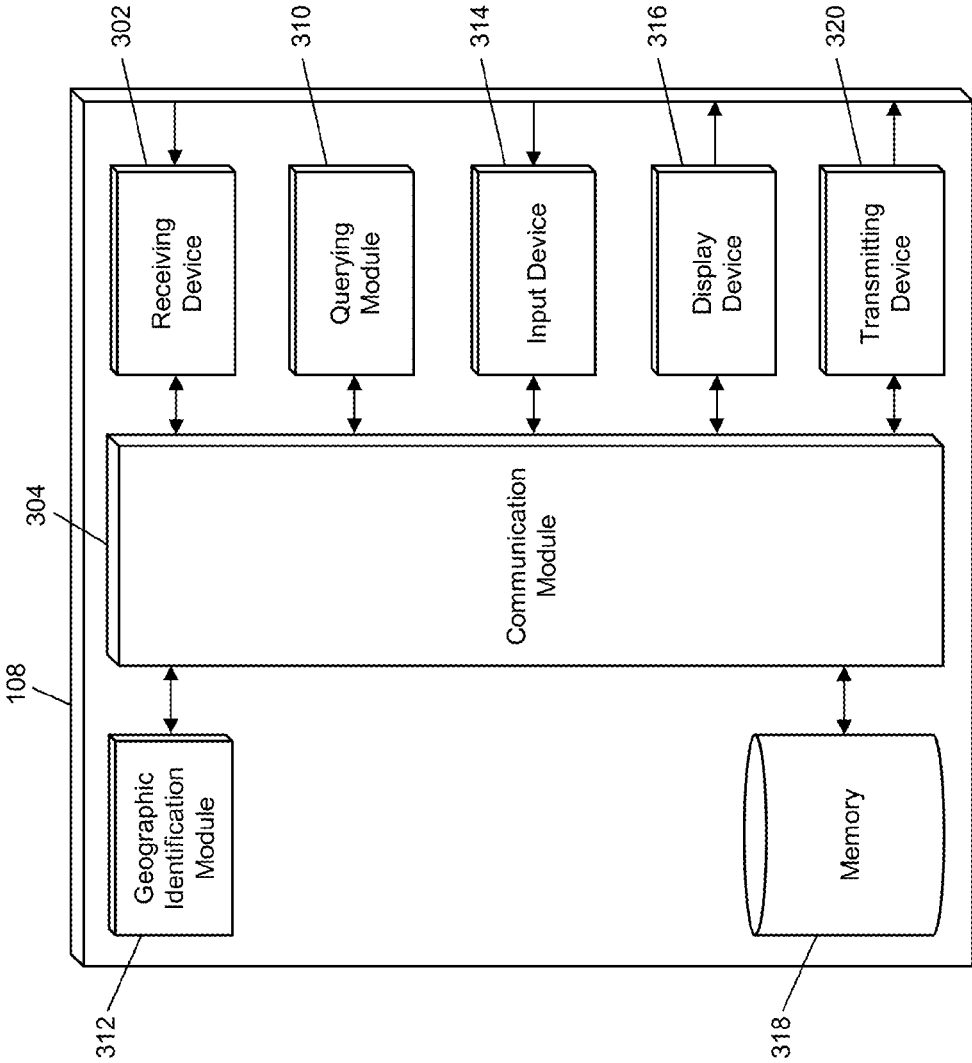 108
304
302
310
314
316
320
312
318
Geographic
Identification
Module
Memory
Communication
Module
Receiving
Device
Querying
Module
Input Device
Display
Device
Transmitting
Device